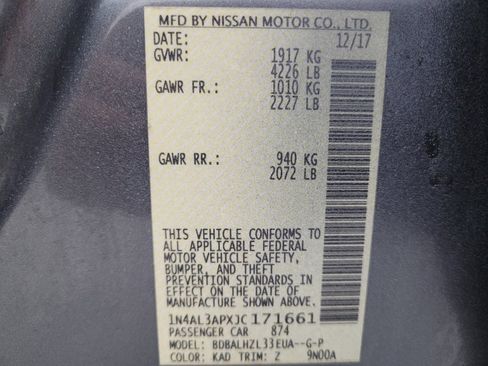 MFD BY NISSAN MOTOR CO., LTD.
DATE: 12/17
GVWR: 1917 KG
4226 LB
GAWR FR.: 1010 KG
2227 LB
GAWR RR.: 940 KG
2072 LB
THIS VEHICLE CONFORMS TO
ALL APPLICABLE FEDERAL
MOTOR VEHICLE SAFETY,
BUMPER, AND THEFT
PREVENTION STANDARDS IN
EFFECT ON THE DATE OF
MANUFACTURE SHOWN ABOVE.
1N4AL3APXJC171661
PASSENGER CAR 874
MODEL: BDBALHZL33EUA--G-P
COLOR: KAD TRIM: Z 9N00A